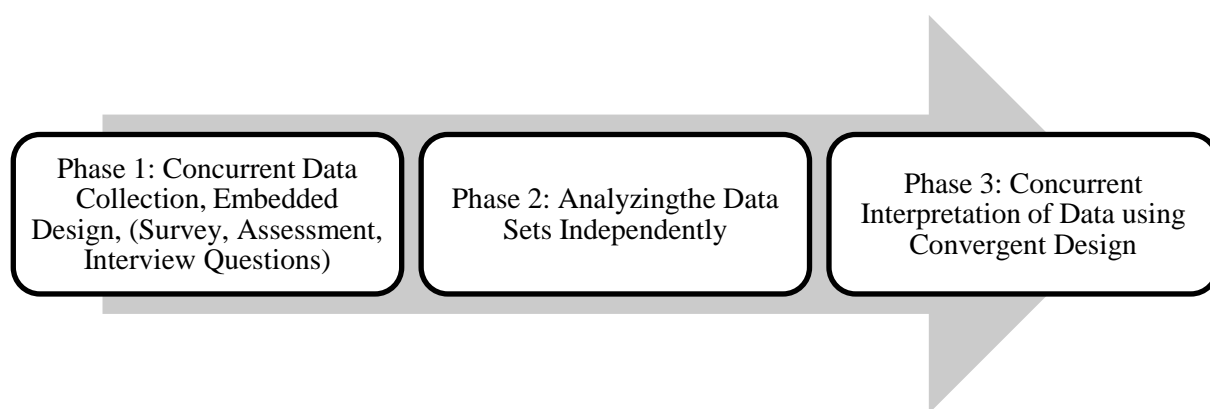 Phase 1: Concurrent Data
Collection, Embedded
Design, (Survey, Assessment,
Interview Questions)
Phase 2: Analyzingthe Data
Sets Independently
Phase 3: Concurrent
Interpretation of Data using
Convergent Design